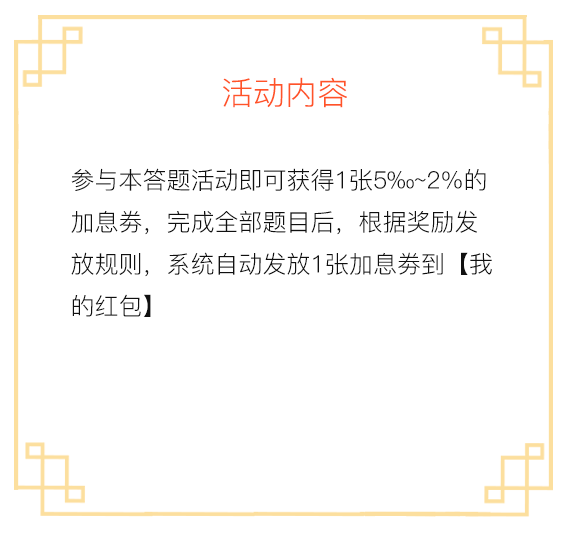 活动内容
参与本答题活动即可获得1张5‰~2%的
加息券，完成全部题目后，根据奖励发
放规则，系统自动发放1张加息券到【我
的红包】